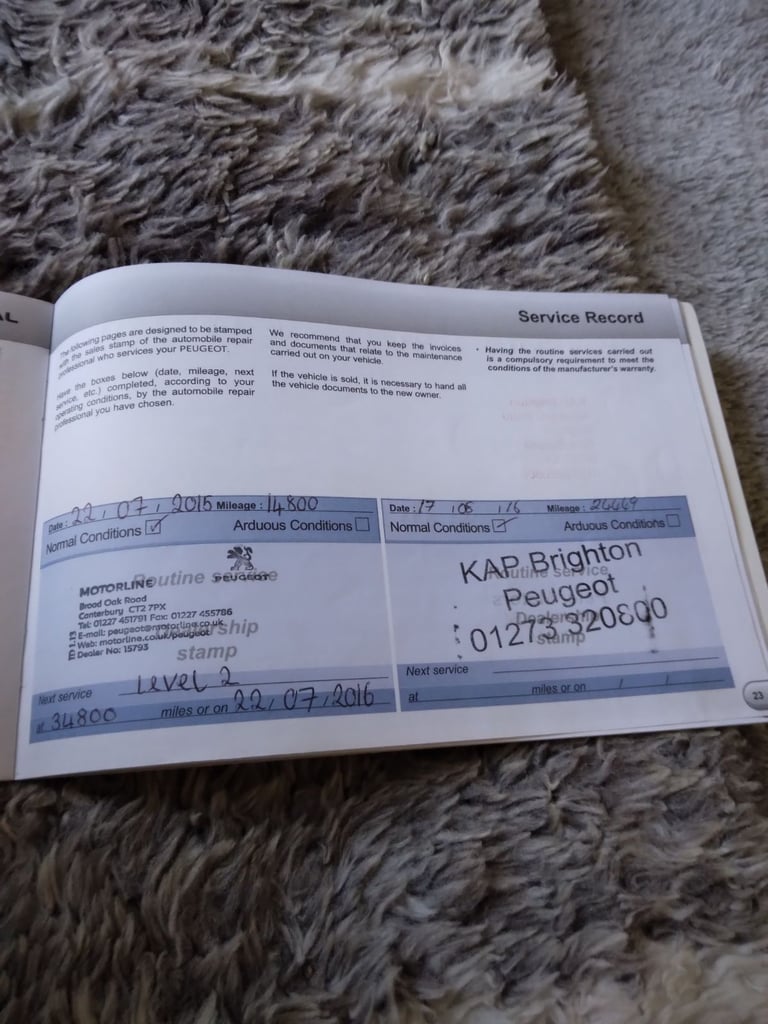 AL
Service Record
The following pages are designed to be stamped
with the sales stamp of the automobile repair
professional who services your PEUGEOT.
Have the boxes below (date, mileage, next
service, etc.) completed, according to your
operating conditions, by the automobile repair
professional you have chosen.
We recommend that you keep the invoices
and documents that relate to the maintenance
carried out on your vehicle.
If the vehicle is sold, it is necessary to hand all
the vehicle documents to the new owner.
• Having the routine services carried out
is a compulsory requirement to meet the
conditions of the manufacturer's warranty.
Date: 22, 07, 2015 Mileage: 14800
Normal Conditions ☑ Arduous Conditions ☐
Routine service
PEUGEOT
MOTORLINE
Broad Oak Road
Canterbury CT2 7PX
Tel: 01227 451791 Fax: 01227 455786
E-mail: peugeot@motorline.co.uk
Web: motorline.co.uk/peugeot
Dealer No: 15793
Dealership
stamp
Next service Level 2
at 34800 miles or on 22, 07, 2016
Date: 17 / 05 / 16 Mileage: 26669
Normal Conditions ☑ Arduous Conditions ☐
Routine service
KAP Brighton
Peugeot
01273 320800
Dealership
stamp
Next service
at miles or on / /
23